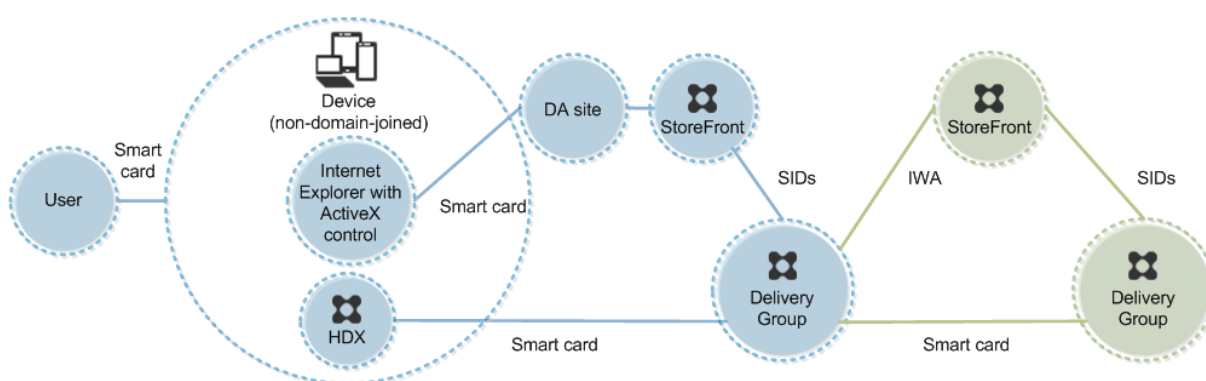 Device
(non-domain-joined)
DA site
StoreFront
StoreFront
Smart
card
User
Internet
Explorer with
ActiveX
control
Smart card
SIDs
IWA
SIDs
HDX
Smart card
Delivery
Group
Smart card
Delivery
Group